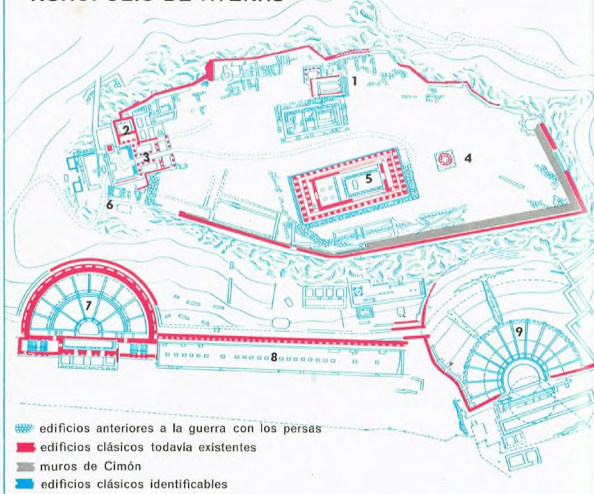 1
2
3
4
5
6
7
8
9
edificios anteriores a la guerra con los persas
edificios clásicos todavía existentes
muros de Cimón
edificios clásicos identificables